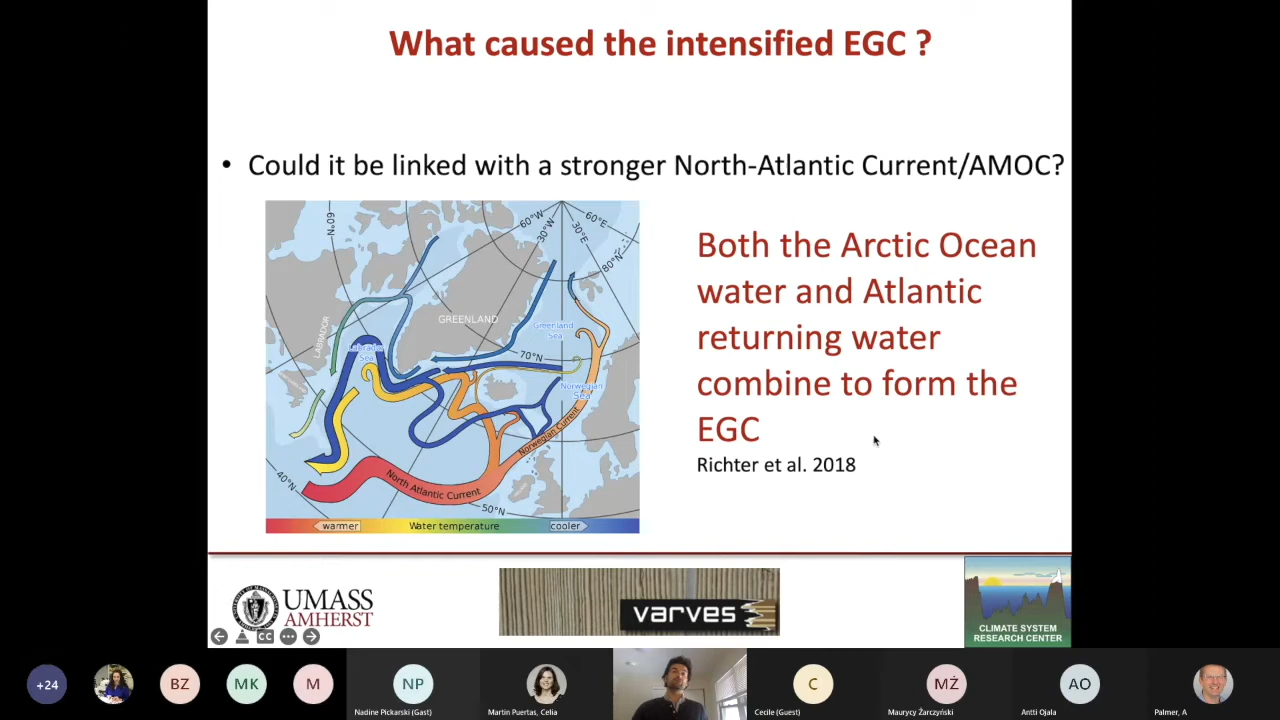 What caused the intensified EGC ?
• Could it be linked with a stronger North-Atlantic Current/AMOC?
60°N
60°W
30°W
30°E
60°E
80°N
LABRADOR
GREENLAND
Greenland
Sea
Labrador
Sea
70°N
Norwegian
Sea
Norwegian Current
North Atlantic Current
40°N
50°N
warmer
Water temperature
cooler
Both the Arctic Ocean
water and Atlantic
returning water
combine to form the
EGC
Richter et al. 2018
UMASS
AMHERST
varves
CLIMATE SYSTEM
RESEARCH CENTER
CC
+24
BZ
MK
M
NP
Nadine Pickarski (Gast)
Martin Puertas, Celia
C
Cecile (Guest)
MŻ
Maurycy Żarczyński
AO
Antti Ojala
Palmer, A